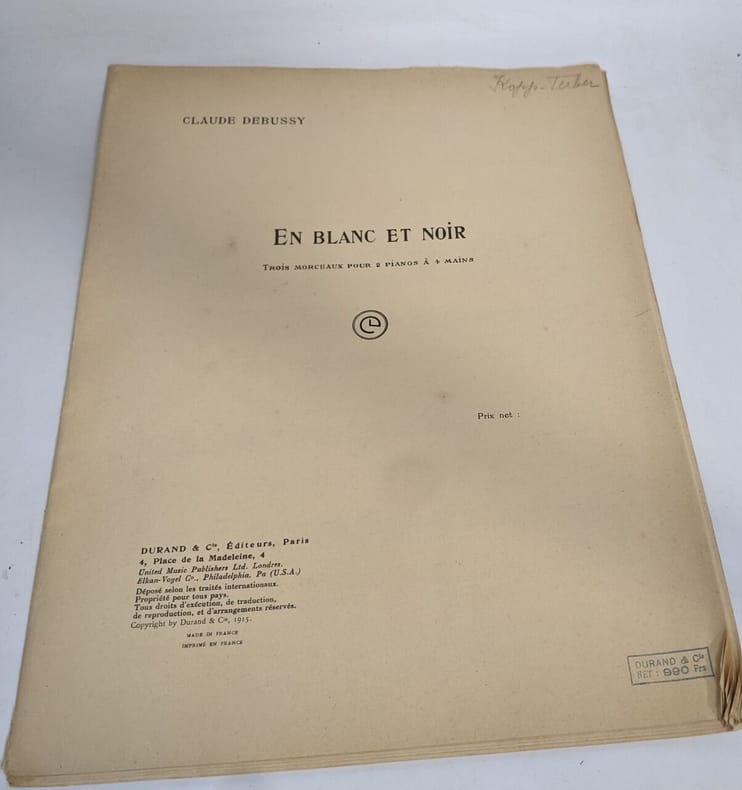 Kopp-Terber
CLAUDE DEBUSSY
EN BLANC ET NOIR
TROIS MORCEAUX POUR 2 PIANOS À 4 MAINS
Prix net :
DURAND & Cie, Éditeurs, Paris
4, Place de la Madeleine, 4
United Music Publishers Ltd. Londres.
Elkan-Vogel Co., Philadelphia, Pa (U.S.A.)
Déposé selon les traités internationaux.
Propriété pour tous pays.
Tous droits d'exécution, de traduction,
de reproduction, et d'arrangements réservés.
Copyright by Durand & Cie, 1915.
MADE IN FRANCE
IMPRIMÉ EN FRANCE
DURAND & Cie
NET : 990 Frs